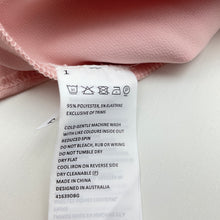 1
95% POLYESTER, 5% ELASTANE
EXCLUSIVE OF TRIMS
COLD GENTLE MACHINE WASH
WITH LIKE COLOURS INSIDE OUT
REDUCED SPIN
DO NOT BLEACH, RUB OR WRING
DO NOT TUMBLE DRY
DRY FLAT
COOL IRON ON REVERSE SIDE
DRY CLEANABLE Ⓟ
MADE IN
DESIGNED IN AUSTRALIA